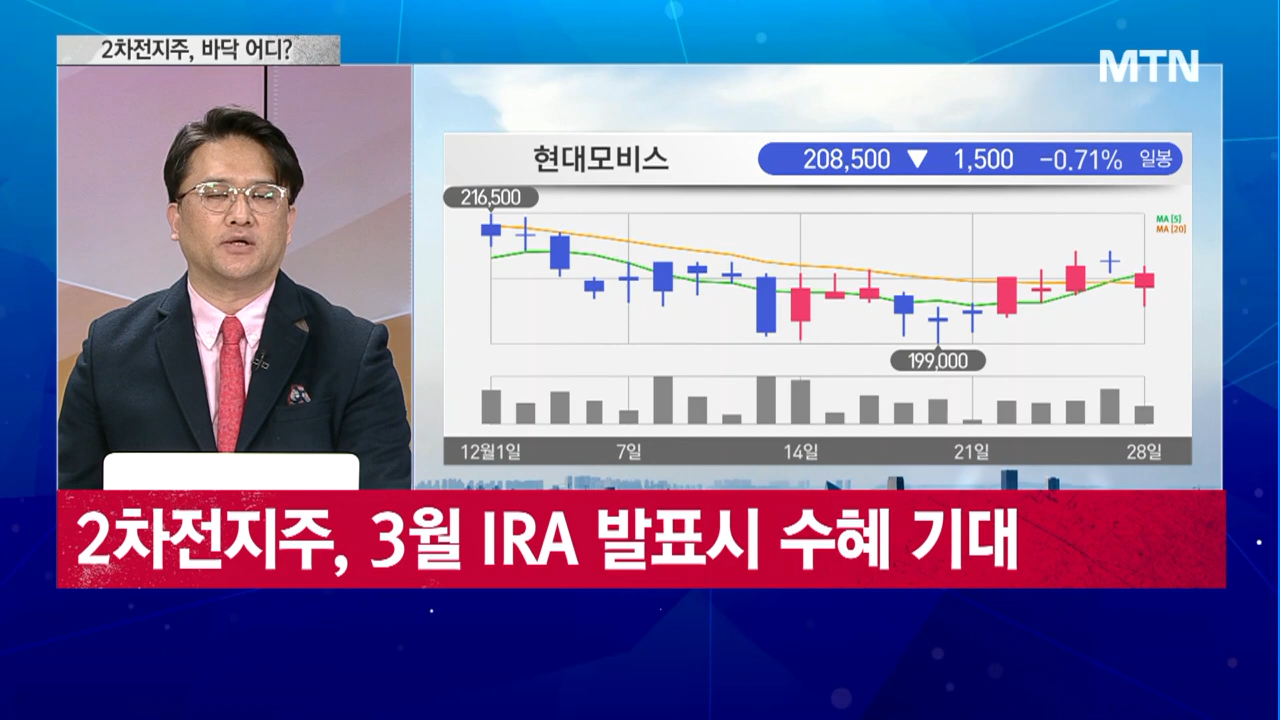 2차전지주, 바닥 어디?
MTN
현대모비스 208,500 ▼ 1,500 -0.71% 일봉
216,500
MA [5]
MA [20]
199,000
12월1일 7일 14일 21일 28일
2차전지주, 3월 IRA 발표시 수혜 기대